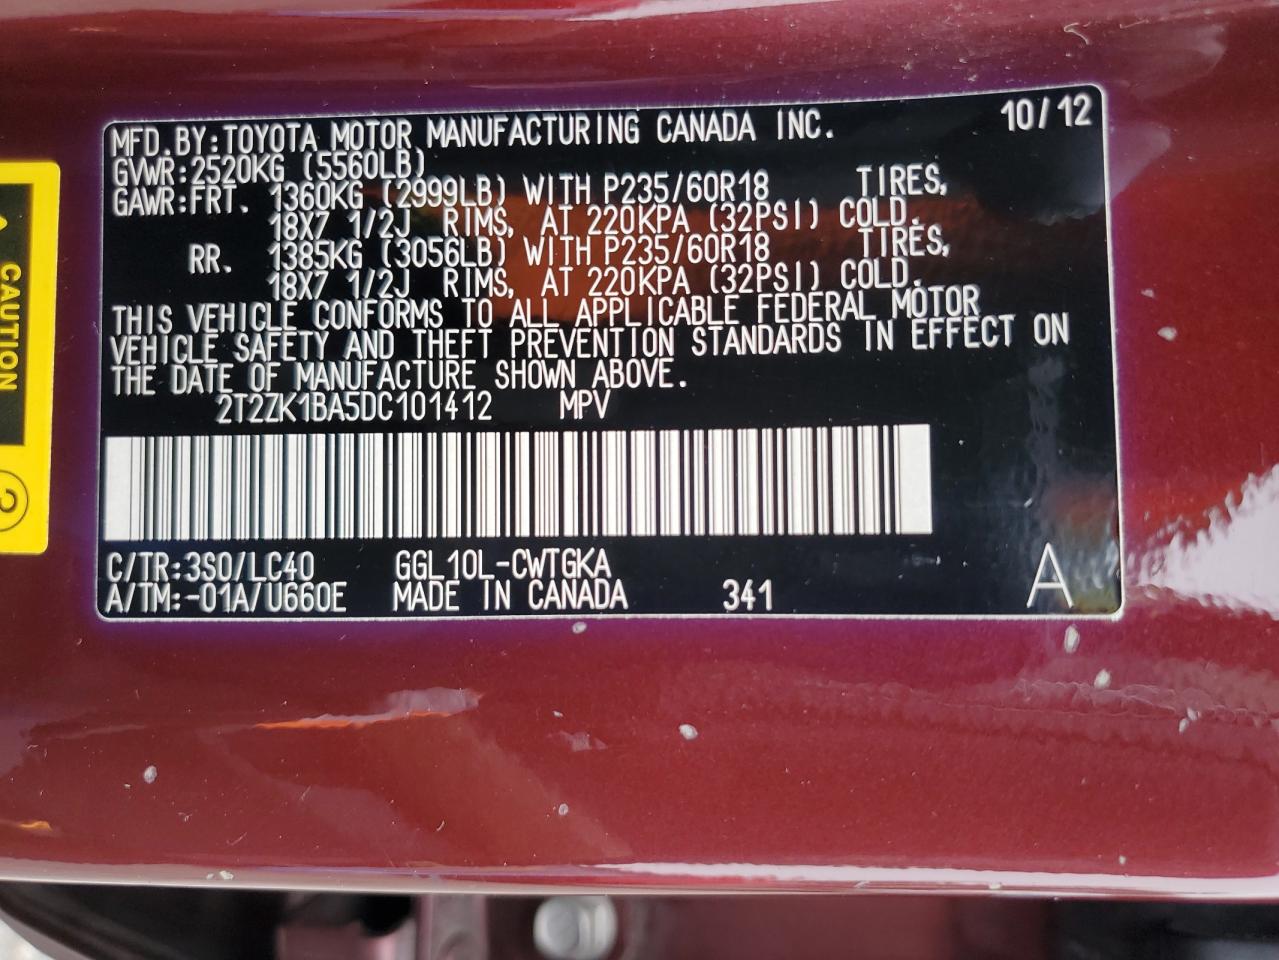 10/12
MFD.BY:TOYOTA MOTOR MANUFACTURING CANADA INC.
GVWR:2520KG (5560LB)
GAWR:FRT. 1360KG (2999LB) WITH P235/60R18 TIRES,
18X7 1/2J RIMS, AT 220KPA (32PSI) COLD.
RR. 1385KG (3056LB) WITH P235/60R18 TIRES,
18X7 1/2J RIMS, AT 220KPA (32PSI) COLD.
THIS VEHICLE CONFORMS TO ALL APPLICABLE FEDERAL MOTOR
VEHICLE SAFETY AND THEFT PREVENTION STANDARDS IN EFFECT ON
THE DATE OF MANUFACTURE SHOWN ABOVE.
2T2ZK1BA5DC101412 MPV
C/TR:3S0/LC40 GGL10L-CWTGKA
A/TM:-01A/U660E MADE IN CANADA 341
A
CAUTION